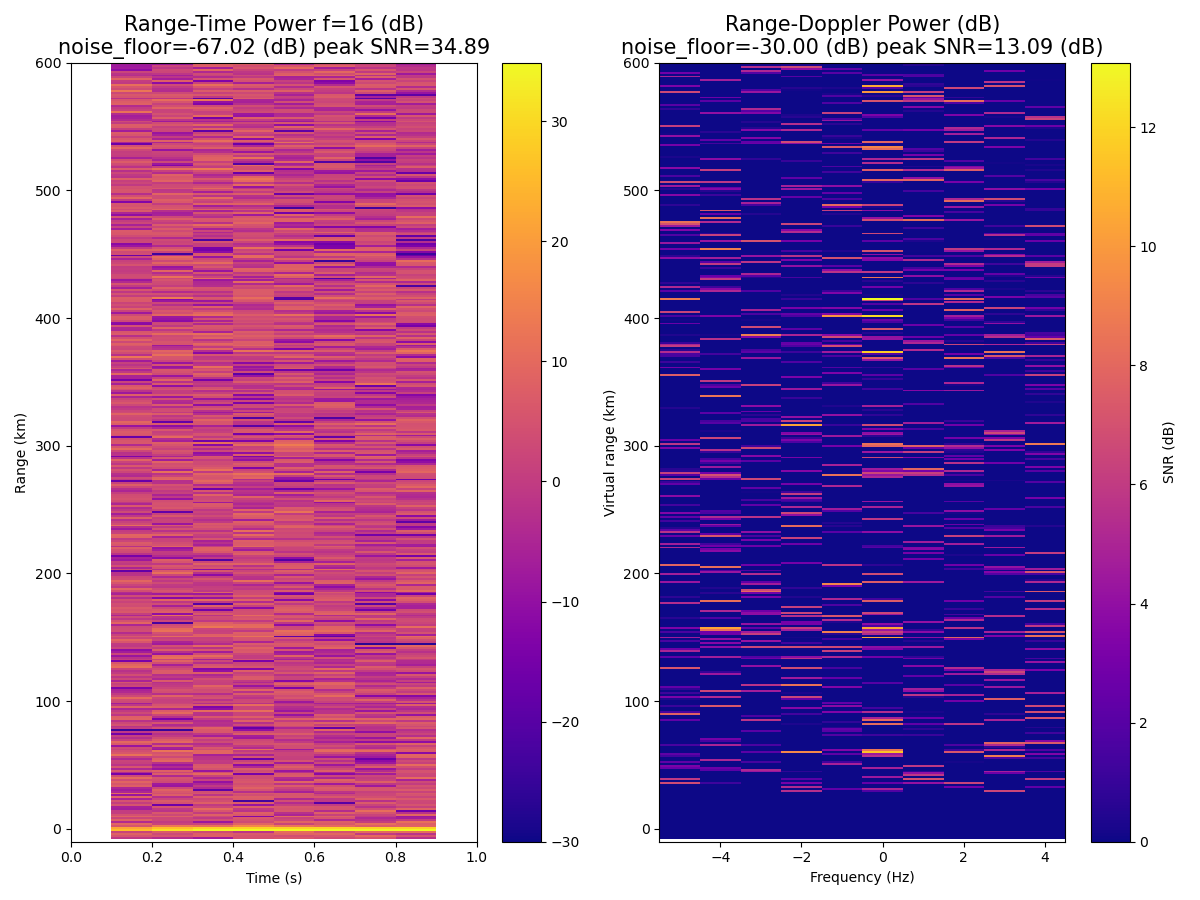 Range-Time Power f=16 (dB)
noise_floor=-67.02 (dB) peak SNR=34.89
600
500
400
300
200
100
0
Range (km)
0.0 0.2 0.4 0.6 0.8 1.0
Time (s)
30
20
10
0
−10
−20
−30
Range-Doppler Power (dB)
noise_floor=-30.00 (dB) peak SNR=13.09 (dB)
600
500
400
300
200
100
0
Virtual range (km)
−4 −2 0 2 4
Frequency (Hz)
12
10
8
6
4
2
0
SNR (dB)